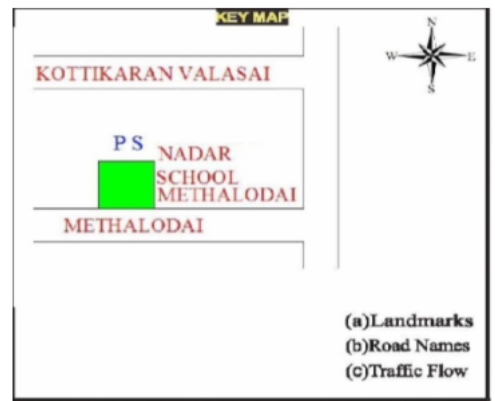 KEY MAP
N
W E
S
KOTTIKARAN VALASAI
P S
NADAR
SCHOOL
METHALODAI
METHALODAI
(a)Landmarks
(b)Road Names
(c)Traffic Flow